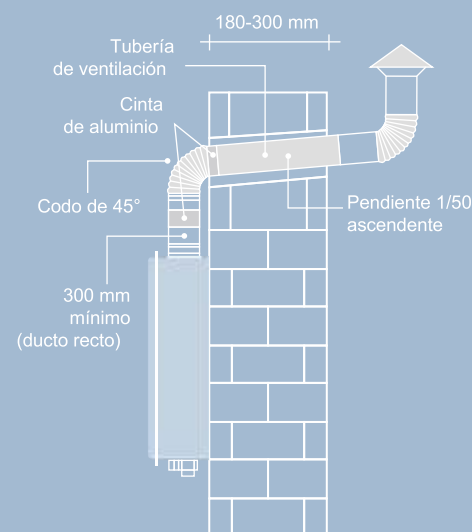 180-300 mm
Tubería
de ventilación
Cinta
de aluminio
Codo de 45°
Pendiente 1/50
ascendente
300 mm
mínimo
(ducto recto)